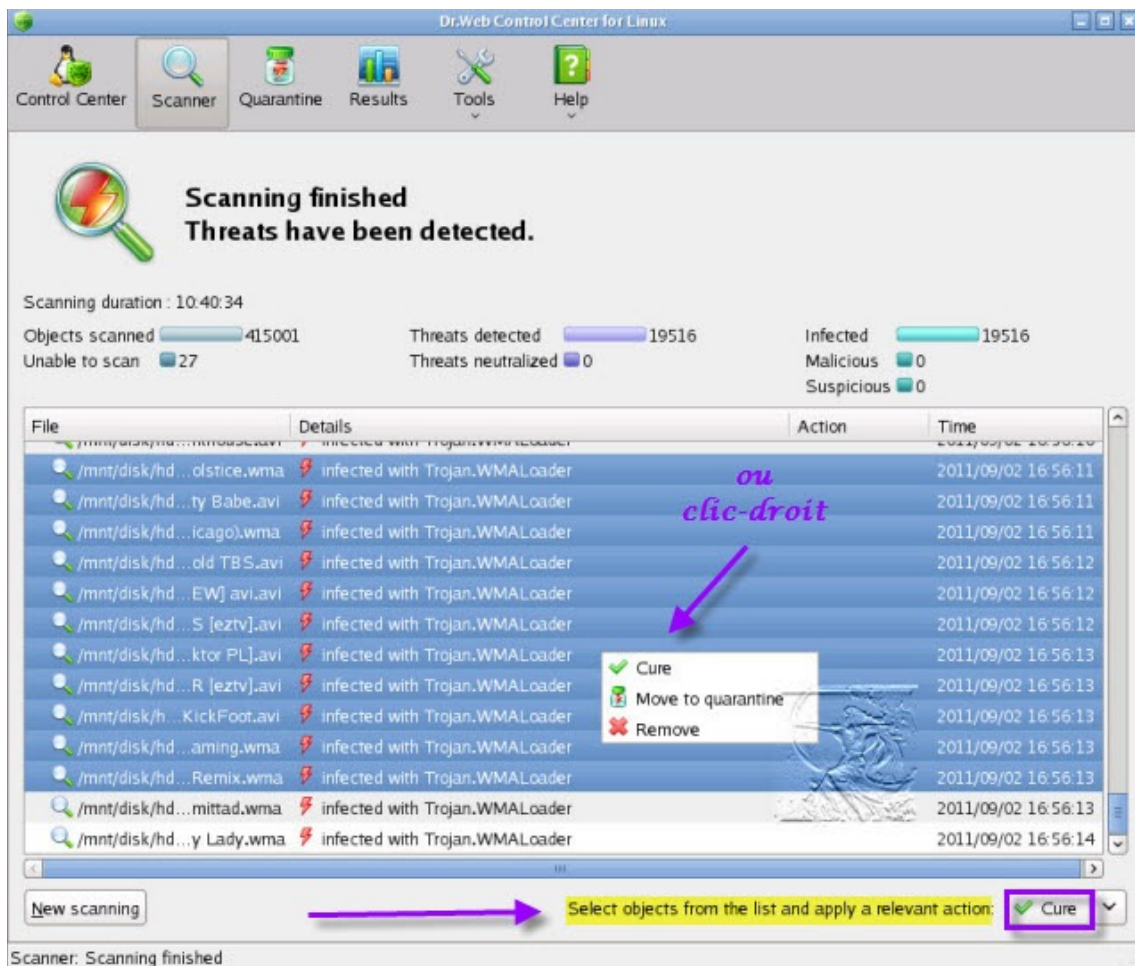 Dr.Web Control Center for Linux
Control Center Scanner Quarantine Results Tools Help
Scanning finished
Threats have been detected.
Scanning duration : 10:40:34
Objects scanned 415001 Threats detected 19516 Infected 19516
Unable to scan 27 Threats neutralized 0 Malicious 0
Suspicious 0
File Details Action Time
/mnt/disk/hd...olstice.wma infected with Trojan.WMALoader 2011/09/02 16:56:11
/mnt/disk/hd...ty Babe.avi infected with Trojan.WMALoader 2011/09/02 16:56:11
/mnt/disk/hd...icago).wma infected with Trojan.WMALoader 2011/09/02 16:56:11
/mnt/disk/hd...old TBS.avi infected with Trojan.WMALoader 2011/09/02 16:56:12
/mnt/disk/hd...EW] avi.avi infected with Trojan.WMALoader 2011/09/02 16:56:12
/mnt/disk/hd...S [eztv].avi infected with Trojan.WMALoader 2011/09/02 16:56:12
/mnt/disk/hd...ktor PL].avi infected with Trojan.WMALoader 2011/09/02 16:56:13
/mnt/disk/hd...R [eztv].avi infected with Trojan.WMALoader 2011/09/02 16:56:13
/mnt/disk/h...KickFoot.avi infected with Trojan.WMALoader 2011/09/02 16:56:13
/mnt/disk/hd...aming.wma infected with Trojan.WMALoader 2011/09/02 16:56:13
/mnt/disk/hd...Remix.wma infected with Trojan.WMALoader 2011/09/02 16:56:13
/mnt/disk/hd...mittad.wma infected with Trojan.WMALoader 2011/09/02 16:56:13
/mnt/disk/hd...y Lady.wma infected with Trojan.WMALoader 2011/09/02 16:56:14
ou
clic-droit
Cure
Move to quarantine
Remove
New scanning Select objects from the list and apply a relevant action: Cure
Scanner: Scanning finished